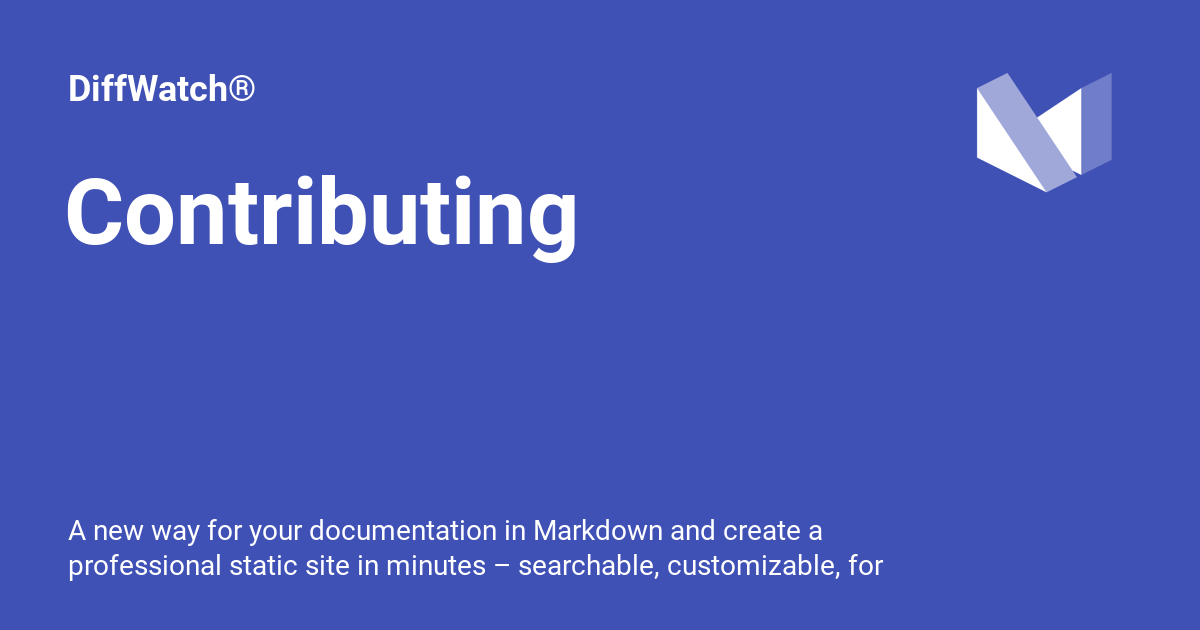 DiffWatch®
Contributing
A new way for your documentation in Markdown and create a
professional static site in minutes – searchable, customizable, for